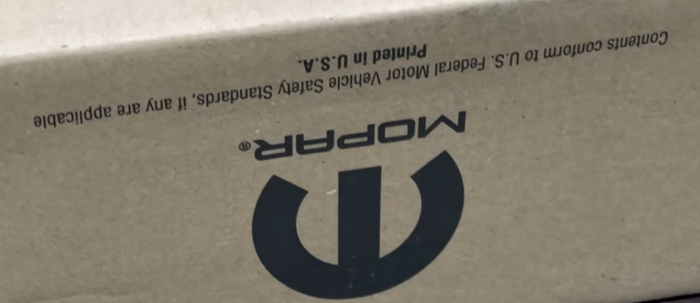 MOPAR®
Contents conform to U.S. Federal Motor Vehicle Safety Standards, if any are applicable
Printed in U.S.A.